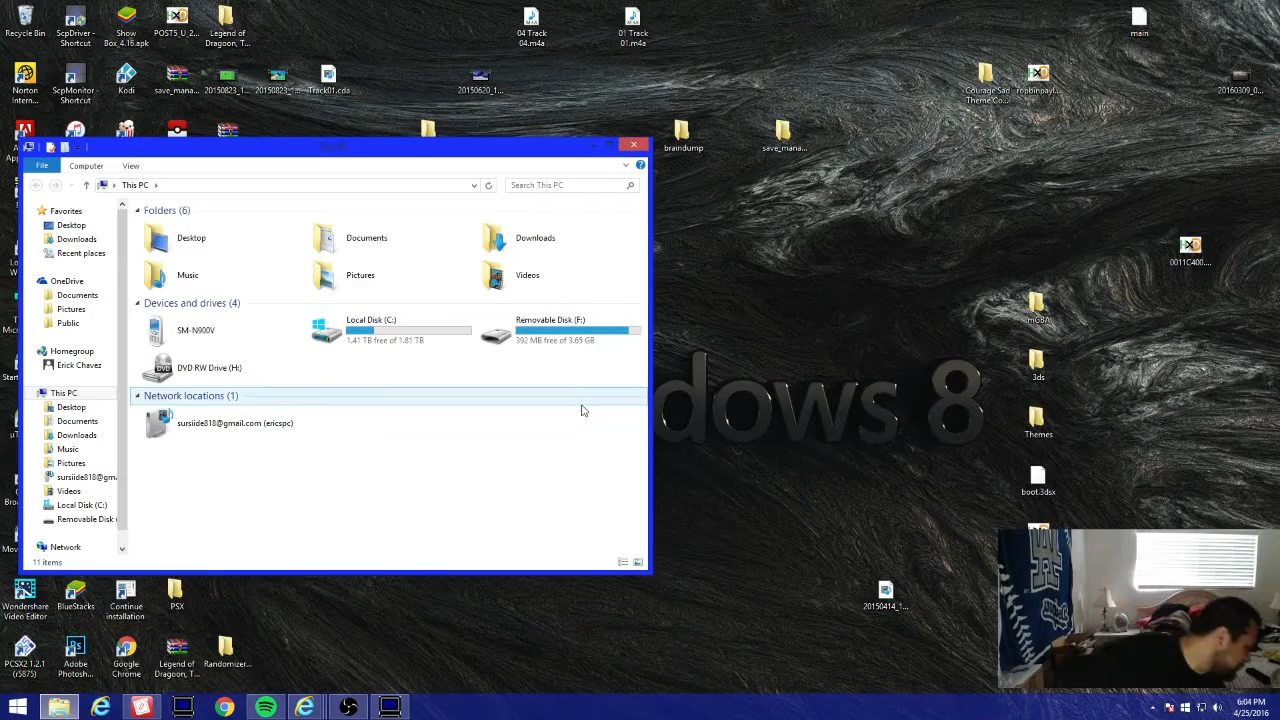 Recycle Bin
ScpDriver - Shortcut
Show Box_4.16.apk
POST5_U_2...
Legend of Dragoon, T...
04 Track 04.m4a
01 Track 01.m4a
main
Norton Intern...
ScpMonitor - Shortcut
Kodi
save_mana...
20150823_1...
20150823_1...
Track01.cda
20150620_1...
Courage Sad Theme Co...
20160309_0...
braindump
save_mana...
This PC
File
Computer
View
This PC
Search This PC
Favorites
Desktop
Downloads
Recent places
OneDrive
Documents
Pictures
Public
Homegroup
Erick Chavez
This PC
Desktop
Documents
Downloads
Music
Pictures
sursiide818@gma
Videos
Local Disk (C:)
Removable Disk (
Network
Folders (6)
Desktop
Documents
Downloads
Music
Pictures
Videos
Devices and drives (4)
SM-N900V
Local Disk (C:)
1.41 TB free of 1.81 TB
Removable Disk (F:)
392 MB free of 3.65 GB
DVD RW Drive (H:)
Network locations (1)
sursiide818@gmail.com (ericspc)
11 items
dows 8
0011C400....
mGBA
3ds
Themes
boot.3dsx
20150414_1...
Wondershare Video Editor
BlueStacks
Continue installation
PSX
PCSX2 1.2.1 (r5875)
Adobe Photosh...
Google Chrome
Legend of Dragoon, T...
Randomizer...
6:04 PM
4/25/2016